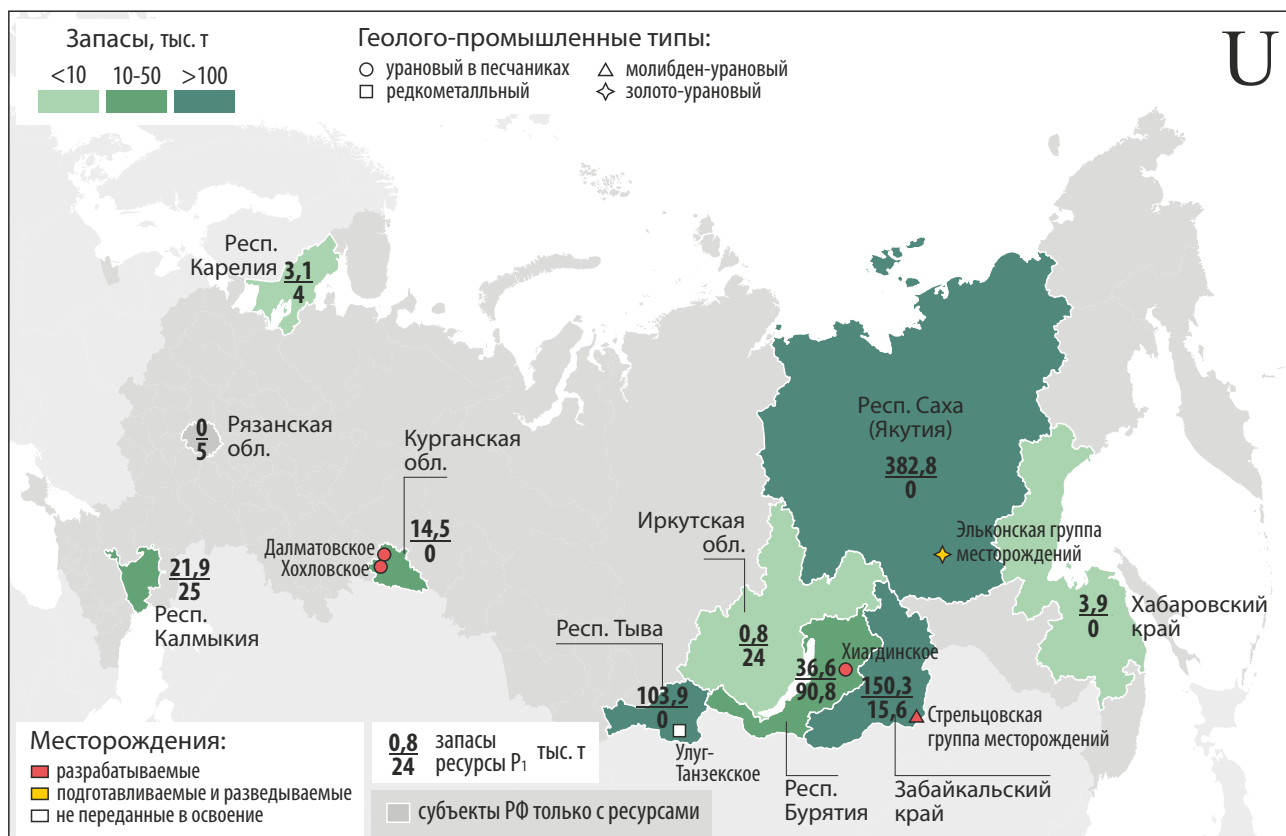 Запасы, тыс. т
<10 10-50 >100
Геолого-промышленные типы:
урановый в песчаниках
молибден-урановый
редкометалльный
золото-урановый
U
Респ.
Карелия
3,1
4
Рязанская
обл.
0
5
Курганская
обл.
14,5
0
Далматовское
Хохловское
21,9
25
Респ.
Калмыкия
Респ. Саха
(Якутия)
382,8
0
Эльконская группа
месторождений
Иркутская
обл.
0,8
24
Респ. Тыва
103,9
0
Улуг-
Танзекское
Хиагдинское
36,6
90,8
Респ.
Бурятия
150,3
15,6
Стрельцовская
группа месторождений
Забайкальский
край
3,9
0
Хабаровский
край
Месторождения:
разрабатываемые
подготавливаемые и разведываемые
не переданные в освоение
0,8
24
запасы
ресурсы P₁
тыс. т
субъекты РФ только с ресурсами